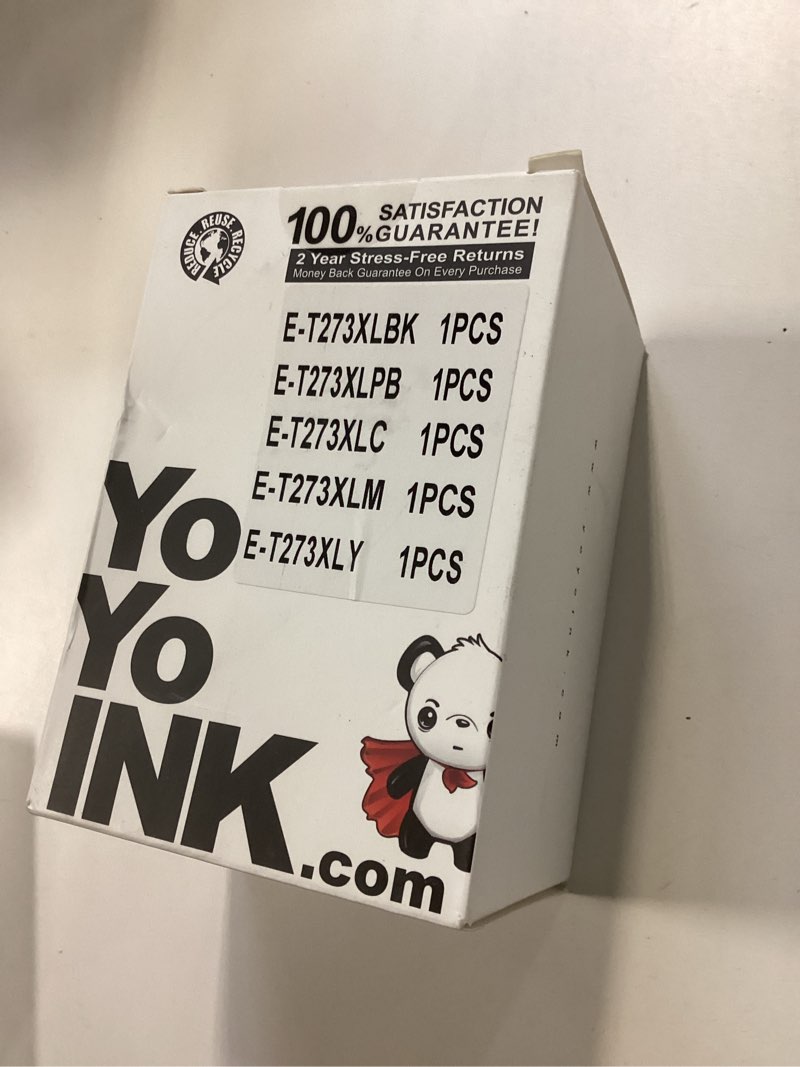 REDUCE. REUSE. RECYCLE
100% SATISFACTION GUARANTEE!
2 Year Stress-Free Returns
Money Back Guarantee On Every Purchase
E-T273XLBK 1PCS
E-T273XLPB 1PCS
E-T273XLC 1PCS
E-T273XLM 1PCS
E-T273XLY 1PCS
YO
YO
INK
.com